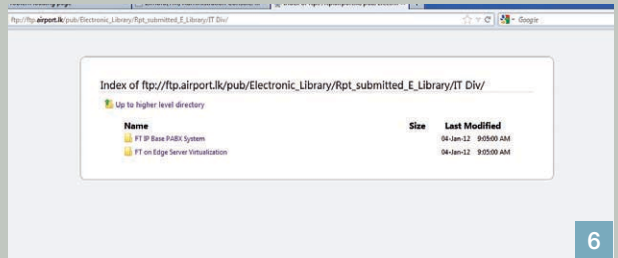 ftp://ftp.airport.lk/pub/Electronic_Library/Rpt_submitted_E_Library/IT Div/
Google
Index of ftp://ftp.airport.lk/pub/Electronic_Library/Rpt_submitted_E_Library/IT Div/
Up to higher level directory
Name Size Last Modified
FT IP Base PABX System 04-Jan-12 9:05:00 AM
FT on Edge Server Virtualization 04-Jan-12 9:05:00 AM
6